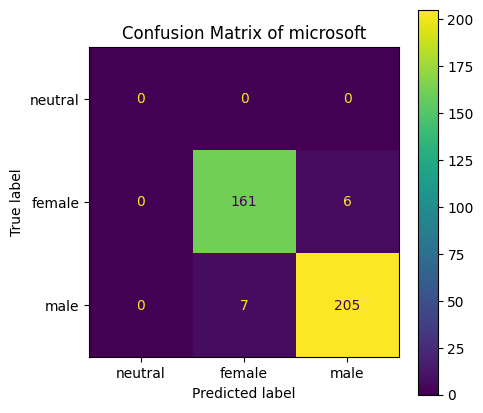 Confusion Matrix of microsoft
200
175
150
125
100
75
50
25
0
True label
neutral 0 0 0
female 0 161 6
male 0 7 205
neutral female male
Predicted label